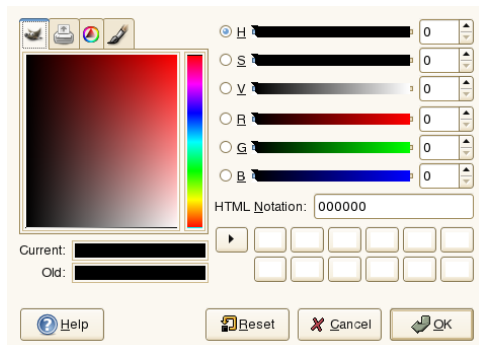 H 0
S 0
V 0
R 0
G 0
B 0
HTML Notation: 000000
Current:
Old:
Help Reset Cancel OK